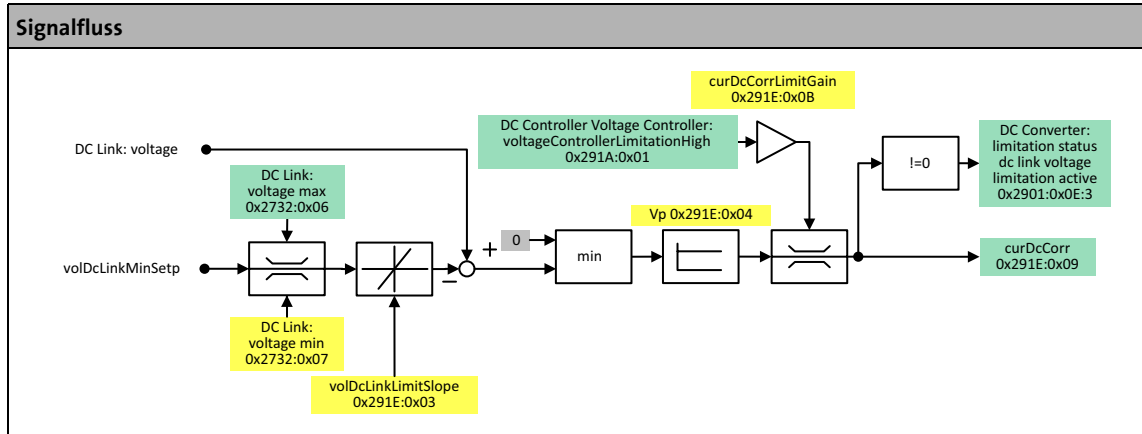 Signalfluss
curDcCorrLimitGain
0x291E:0x0B
DC Controller Voltage Controller:
voltageControllerLimitationHigh
0x291A:0x01
DC Converter:
limitation status
dc link voltage
limitation active
0x2901:0x0E:3
!=0
DC Link: voltage
DC Link:
voltage max
0x2732:0x06
Vp 0x291E:0x04
+
0
min
curDcCorr
0x291E:0x09
volDcLinkMinSetp
−
DC Link:
voltage min
0x2732:0x07
volDcLinkLimitSlope
0x291E:0x03